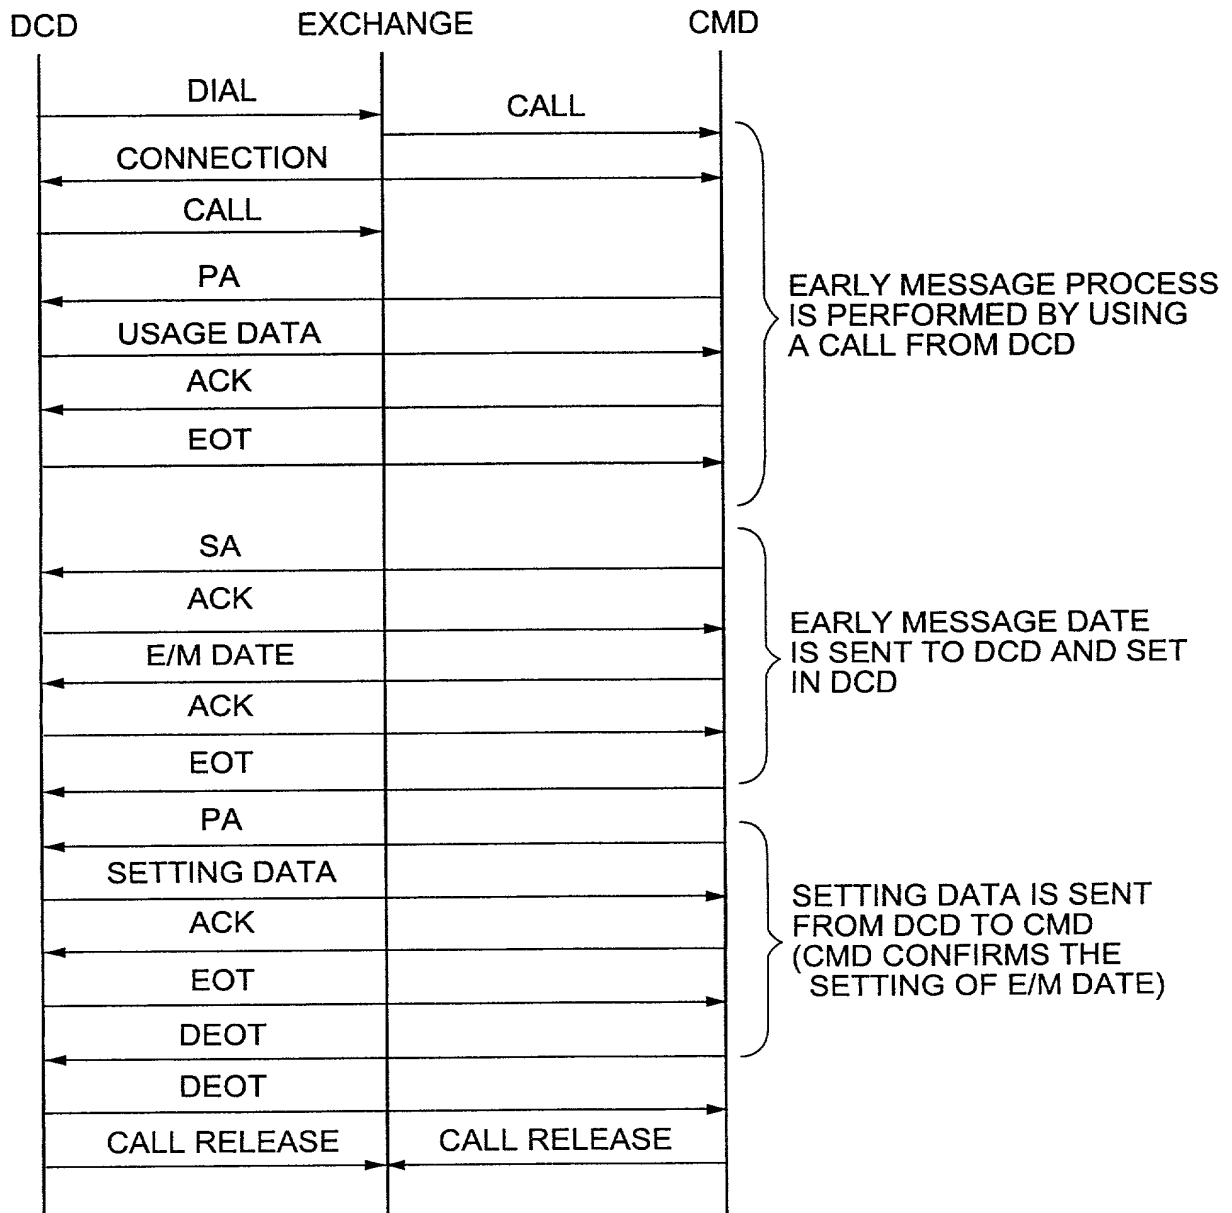 DCD EXCHANGE CMD
DIAL
CALL
CONNECTION
CALL
PA
USAGE DATA
ACK
EOT
EARLY MESSAGE PROCESS
IS PERFORMED BY USING
A CALL FROM DCD
SA
ACK
E/M DATE
ACK
EOT
EARLY MESSAGE DATE
IS SENT TO DCD AND SET
IN DCD
PA
SETTING DATA
ACK
EOT
DEOT
SETTING DATA IS SENT
FROM DCD TO CMD
(CMD CONFIRMS THE
SETTING OF E/M DATE)
DEOT
CALL RELEASE CALL RELEASE